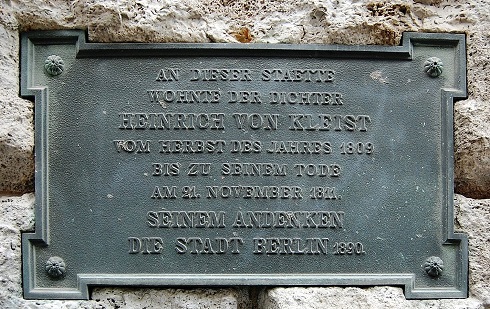 AN DIESER STAETTE
WOHNTE DER DICHTER
HEINRICH VON KLEIST
VOM HERBST DES JAHRES 1809
BIS ZU SEINEM TODE
AM 21. NOVEMBER 1811.
SEINEM ANDENKEN
DIE STADT BERLIN 1890.